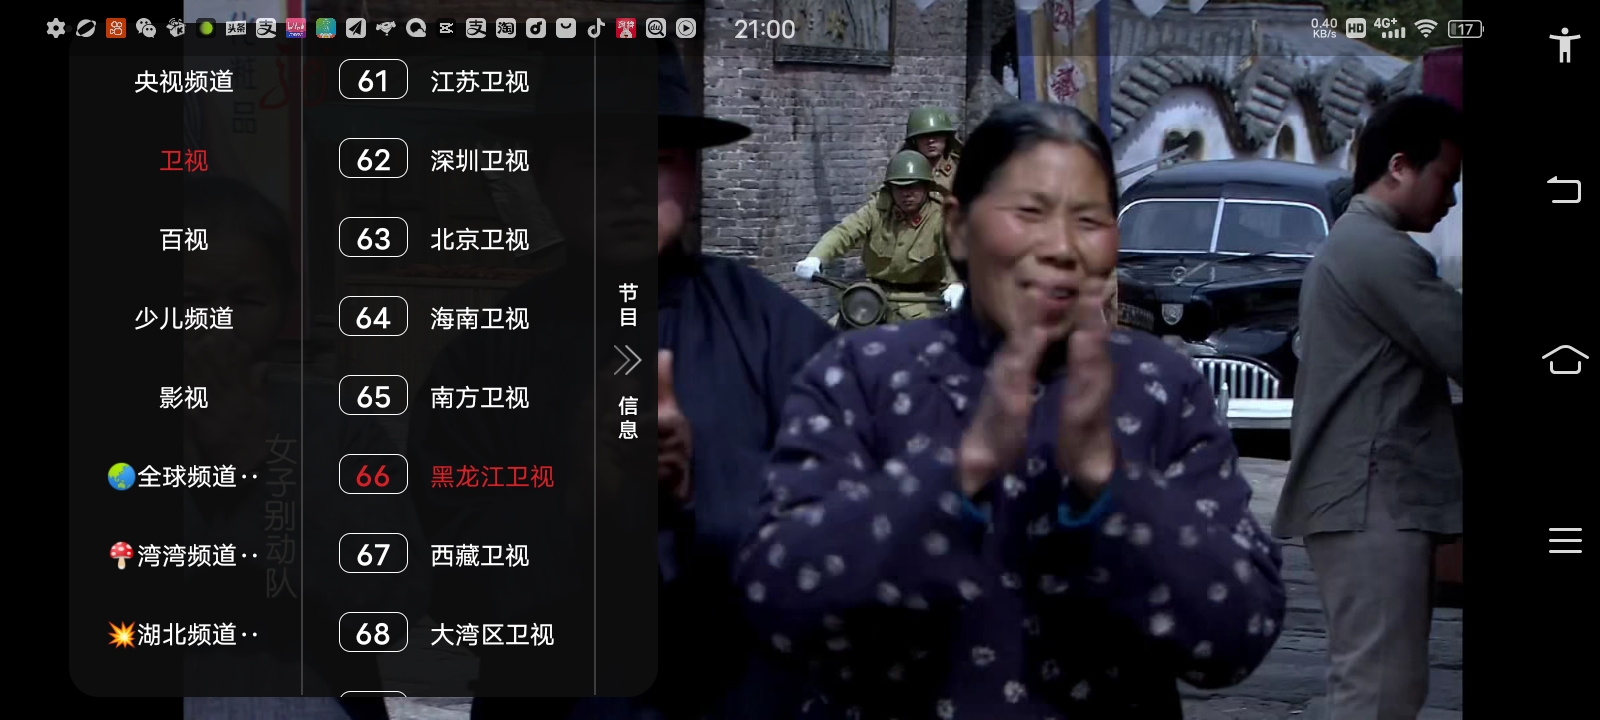 21:00
0.40
KB/s
HD
4G+
17
央视频道
卫视
百视
少儿频道
影视
🌏全球频道··
🍄湾湾频道··
💥湖北频道··
61 江苏卫视
62 深圳卫视
63 北京卫视
64 海南卫视
65 南方卫视
66 黑龙江卫视
67 西藏卫视
68 大湾区卫视
节目
信息
女子别动队